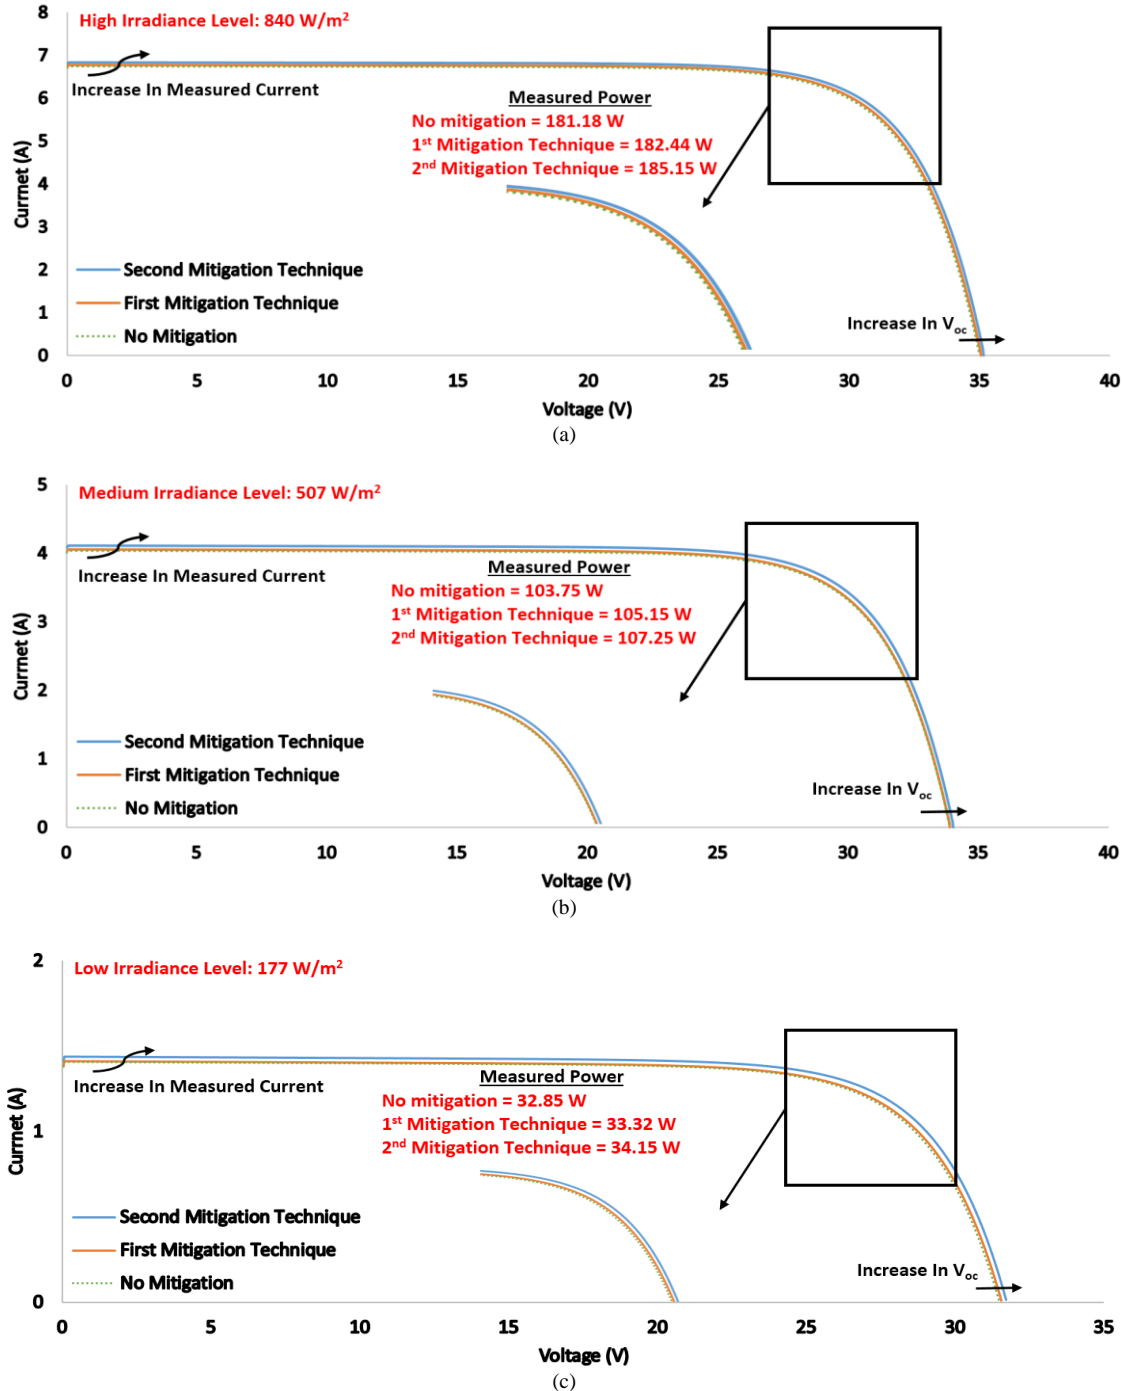 8
High Irradiance Level: 840 W/m²
7
Increase In Measured Current
6
Measured Power
No mitigation = 181.18 W
1st Mitigation Technique = 182.44 W
2nd Mitigation Technique = 185.15 W
5
4
3
2
1
0
Currnet (A)
Second Mitigation Technique
First Mitigation Technique
No Mitigation
Increase In Voc
0 5 10 15 20 25 30 35 40
Voltage (V)
(a)
5
Medium Irradiance Level: 507 W/m²
4
Increase In Measured Current
Measured Power
No mitigation = 103.75 W
1st Mitigation Technique = 105.15 W
2nd Mitigation Technique = 107.25 W
3
2
1
0
Currnet (A)
Second Mitigation Technique
First Mitigation Technique
No Mitigation
Increase In Voc
0 5 10 15 20 25 30 35 40
Voltage (V)
(b)
2
Low Irradiance Level: 177 W/m²
Increase In Measured Current
Measured Power
No mitigation = 32.85 W
1st Mitigation Technique = 33.32 W
2nd Mitigation Technique = 34.15 W
1
0
Currnet (A)
Second Mitigation Technique
First Mitigation Technique
No Mitigation
Increase In Voc
0 5 10 15 20 25 30 35
Voltage (V)
(c)